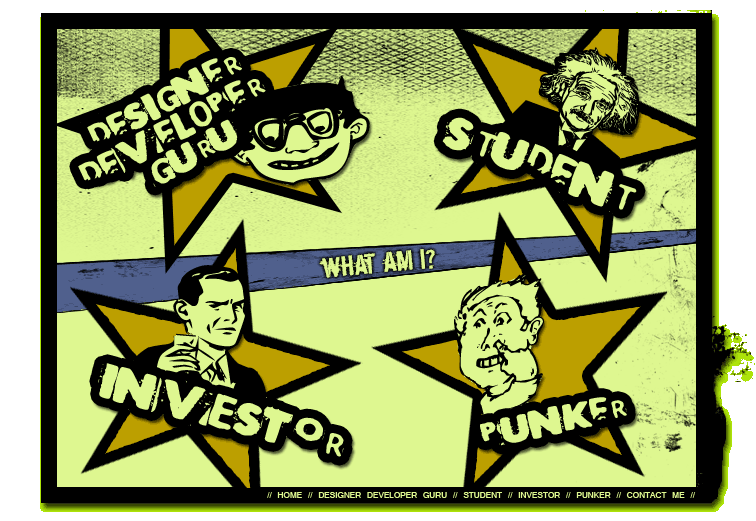 DESIGNER
DEVELOPER
GURU
STUDENT
WHAT AM I?
INVESTOR
PUNKER
// HOME // DESIGNER DEVELOPER GURU // STUDENT // INVESTOR // PUNKER // CONTACT ME //